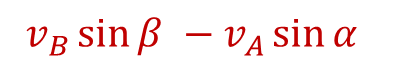 v_B sin β − v_A sin α